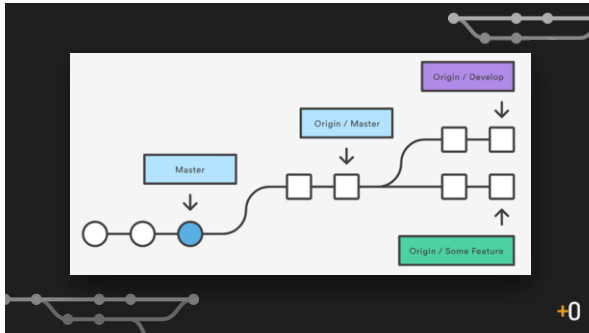 Origin / Develop
Origin / Master
Master
Origin / Some Feature
+0